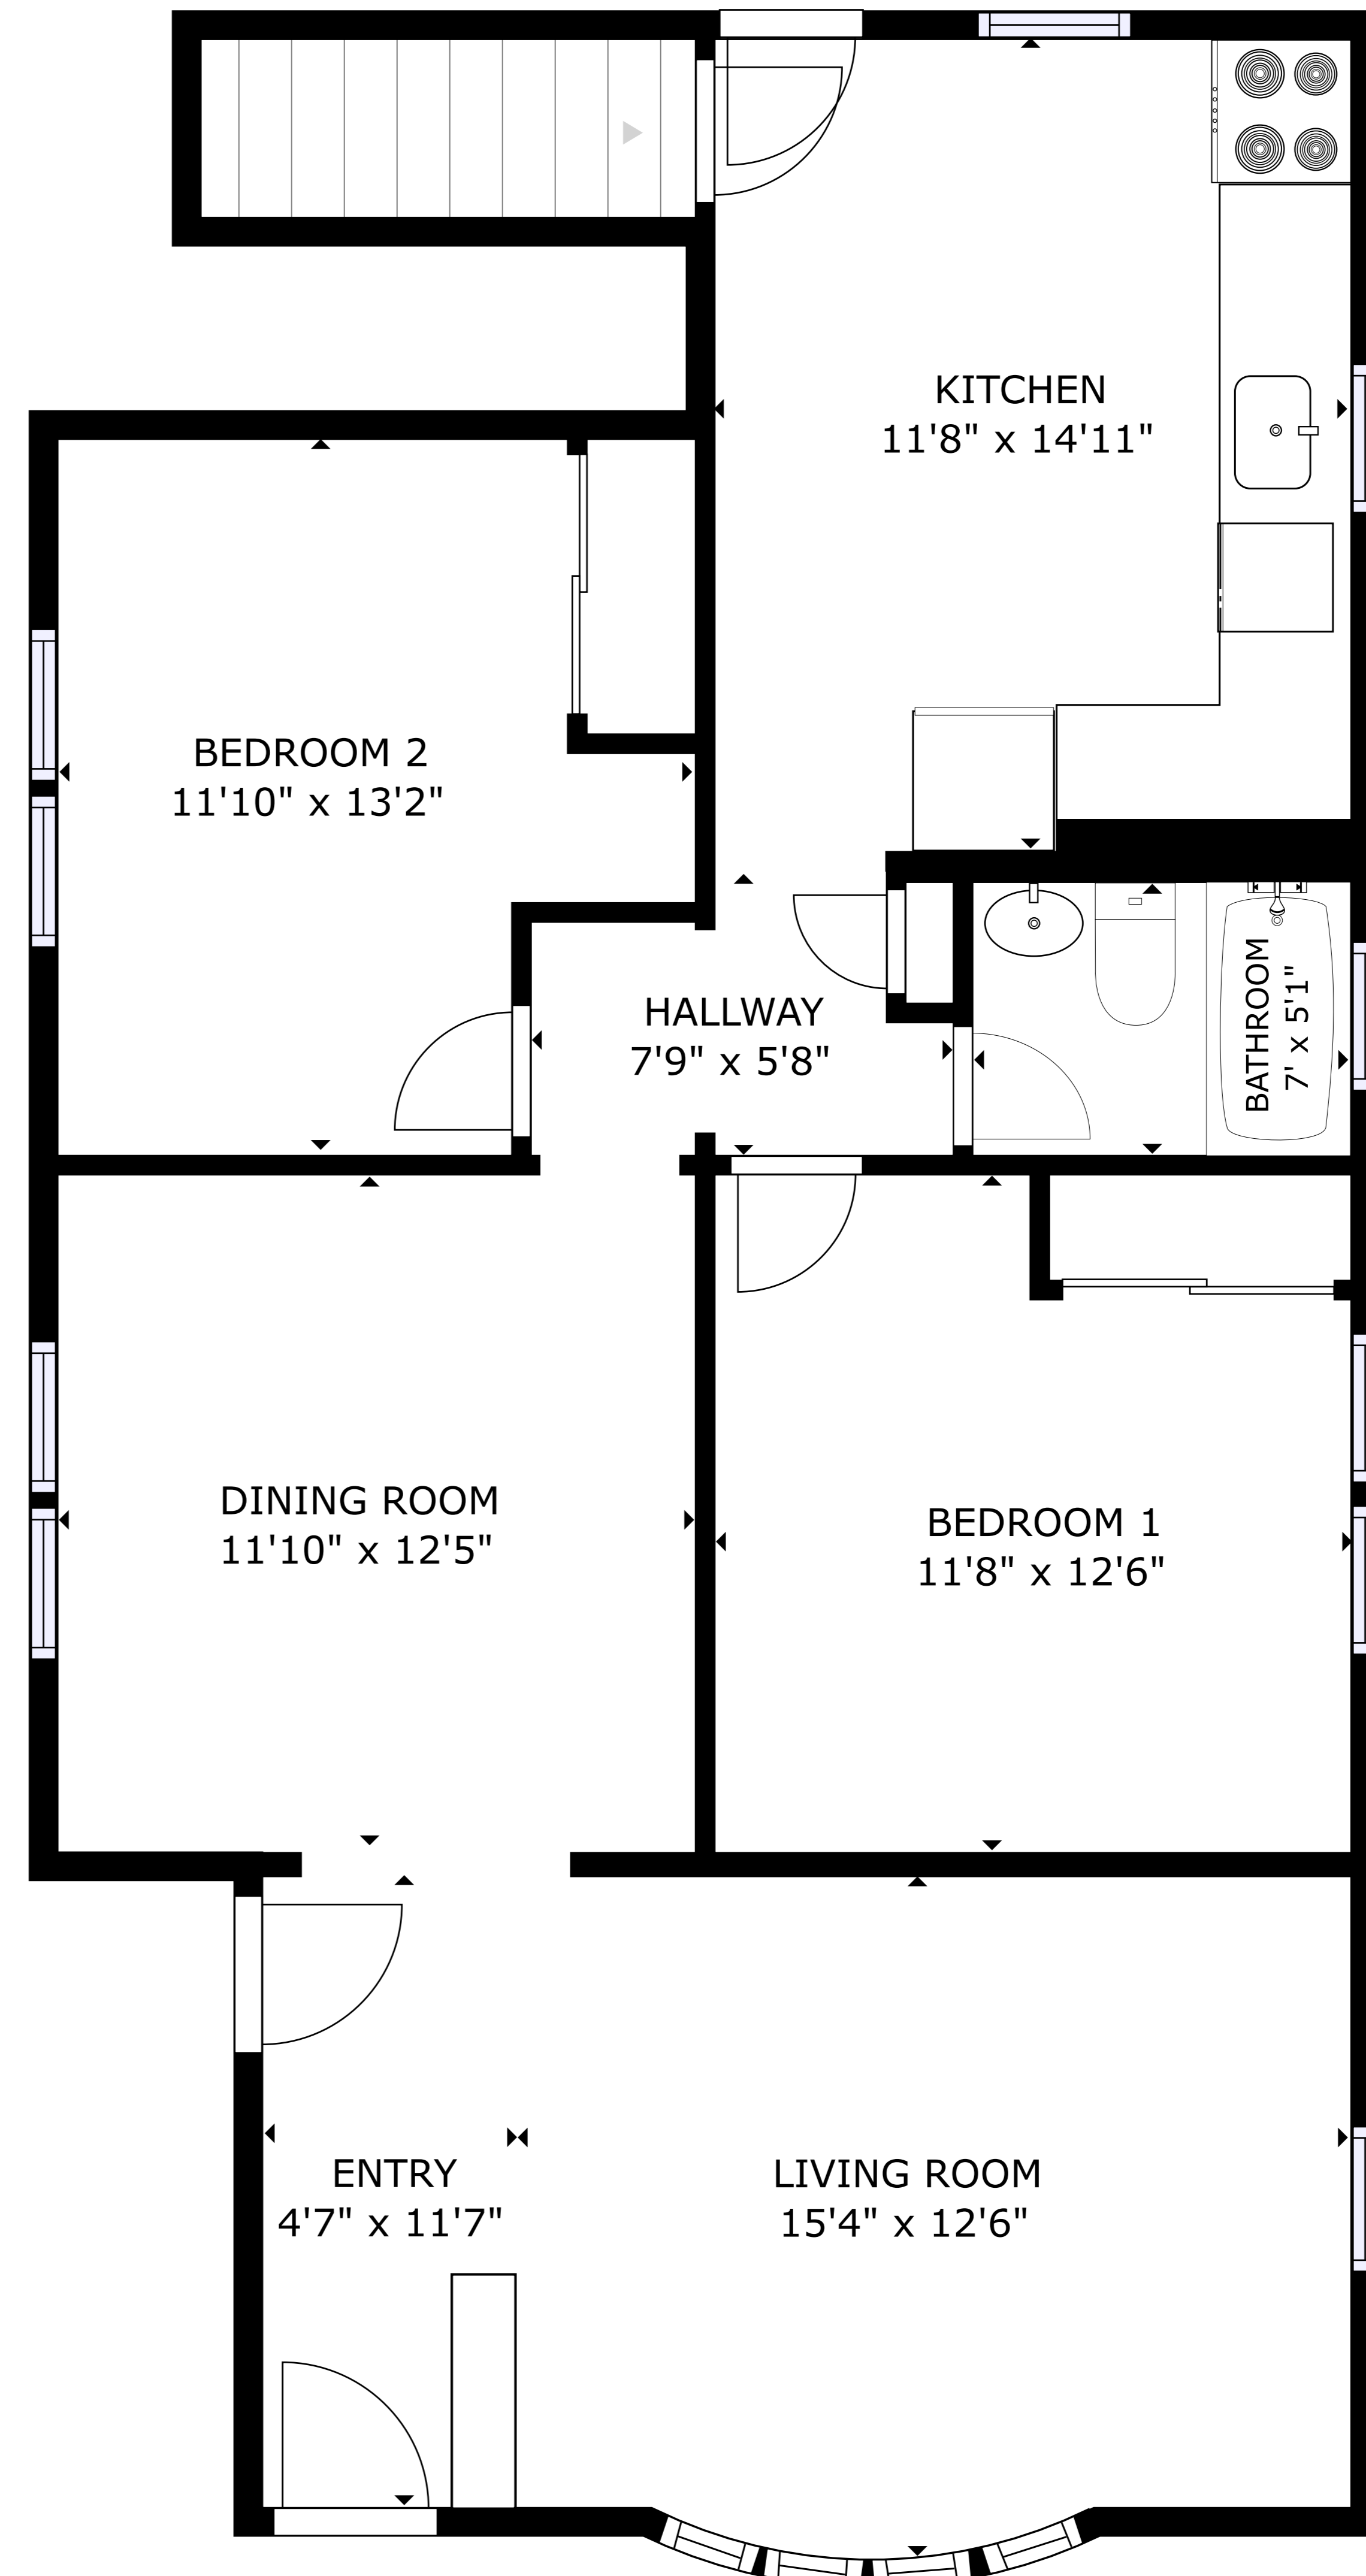 KITCHEN
11'8" x 14'11"
BEDROOM 2
11'10" x 13'2"
HALLWAY
7'9" x 5'8"
BATHROOM
7' x 5'1"
DINING ROOM
11'10" x 12'5"
BEDROOM 1
11'8" x 12'6"
ENTRY
4'7" x 11'7"
LIVING ROOM
15'4" x 12'6"